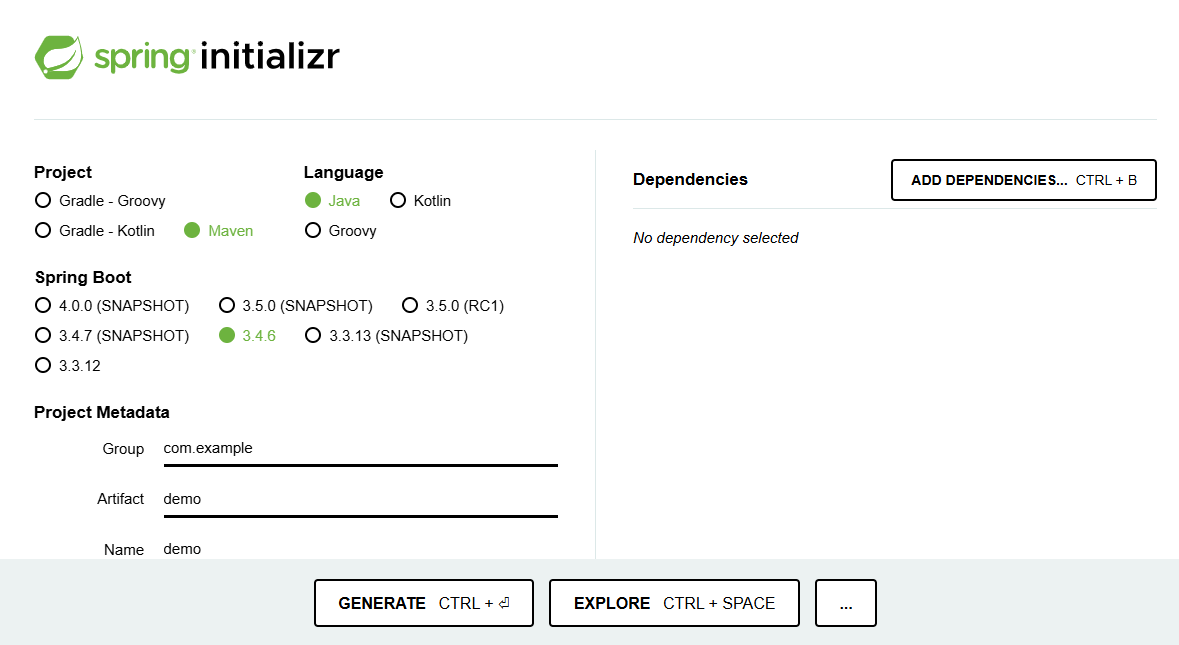 spring initializr
Project
Gradle - Groovy
Gradle - Kotlin Maven
Language
Java Kotlin
Groovy
Spring Boot
4.0.0 (SNAPSHOT) 3.5.0 (SNAPSHOT) 3.5.0 (RC1)
3.4.7 (SNAPSHOT) 3.4.6 3.3.13 (SNAPSHOT)
3.3.12
Project Metadata
Group com.example
Artifact demo
Name demo
Dependencies ADD DEPENDENCIES... CTRL + B
No dependency selected
GENERATE CTRL + ⏎ EXPLORE CTRL + SPACE ...